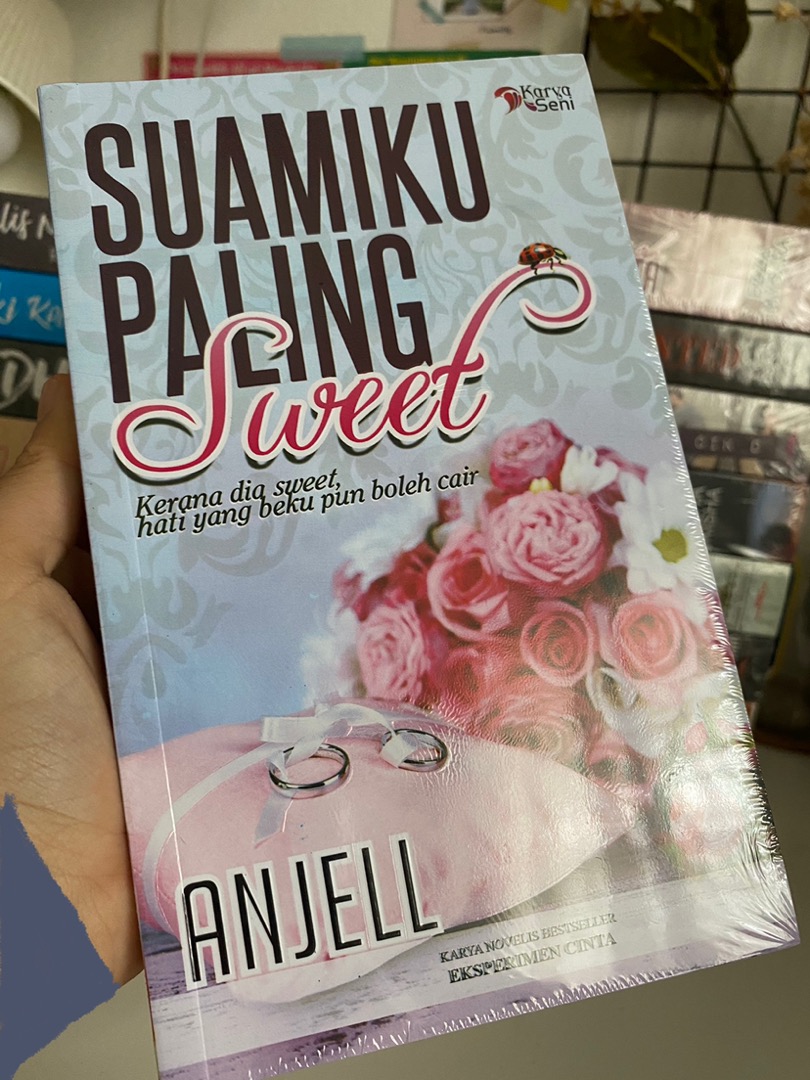 Karya
Seni
SUAMIKU
PALING
Sweet
Kerana dia sweet,
hati yang beku pun boleh cair
ANJELL
KARYA NOVELIS BESTSELLER
EKSPERIMEN CINTA
GEN